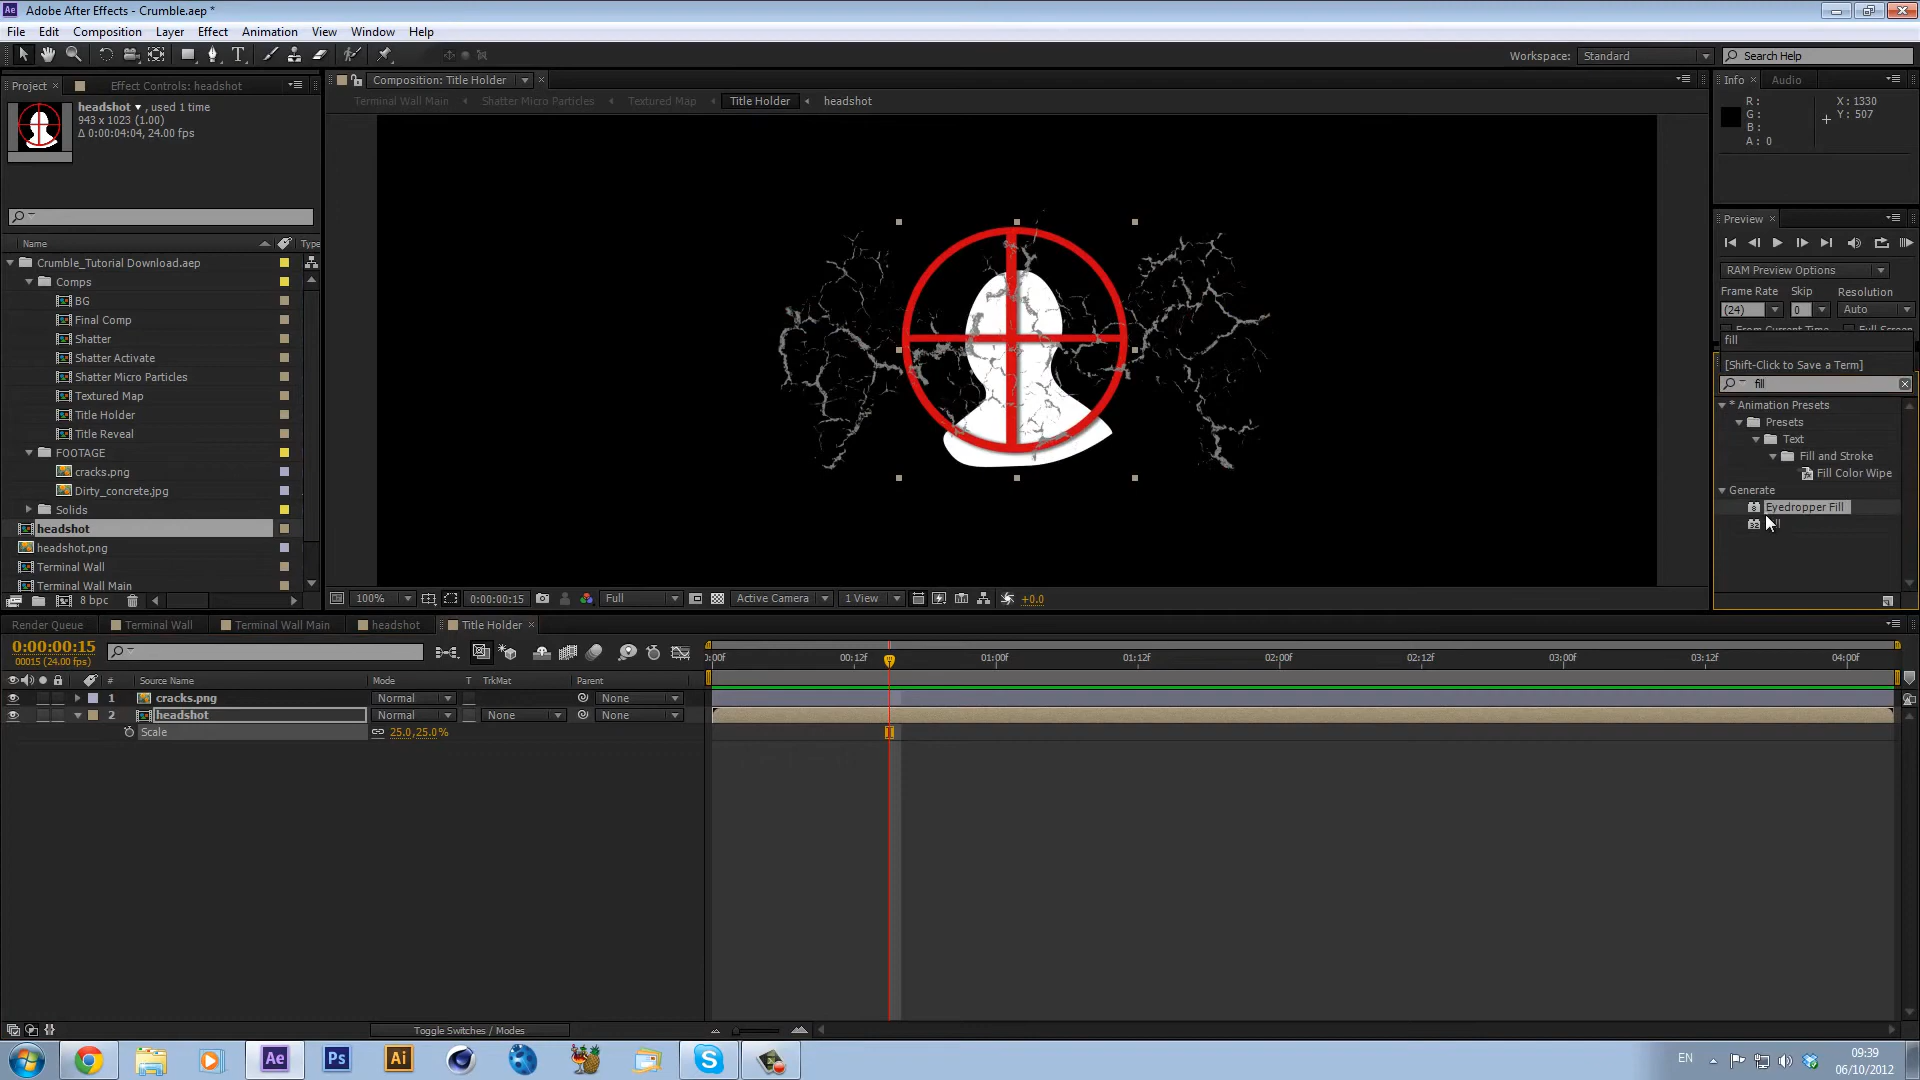 Adobe After Effects - Crumble.aep *
File Edit Composition Layer Effect Animation View Window Help
Workspace: Standard Search Help
Project Effect Controls: headshot
headshot , used 1 time
943 x 1023 (1.00)
Δ 0:00:04:04, 24.00 fps
Name Type
Crumble_Tutorial Download.aep
Comps
BG
Final Comp
Shatter
Shatter Activate
Shatter Micro Particles
Textured Map
Title Holder
Title Reveal
FOOTAGE
cracks.png
Dirty_concrete.jpg
Solids
headshot
headshot.png
Terminal Wall
Terminal Wall Main
8 bpc
Composition: Title Holder
Terminal Wall Main Shatter Micro Particles Textured Map Title Holder headshot
100% 0:00:00:15 Full Active Camera 1 View +0.0
Info Audio
R: X: 1330
G: Y: 507
B:
A: 0
Preview
RAM Preview Options
Frame Rate Skip Resolution
(24) 0 Auto
From Current Time Full Screen
fill
[Shift-Click to Save a Term]
fill
* Animation Presets
Presets
Text
Fill and Stroke
Fill Color Wipe
Generate
Eyedropper Fill
Render Queue Terminal Wall Terminal Wall Main headshot Title Holder
0:00:00:15
00015 (24.00 fps)
# Source Name Mode T TrkMat Parent
1 cracks.png Normal None
2 headshot Normal None None
Scale 25.0,25.0%
:00f 00:12f 01:00f 01:12f 02:00f 02:12f 03:00f 03:12f 04:00f
Toggle Switches / Modes
Ae Ps Ai
EN
09:39
06/10/2012